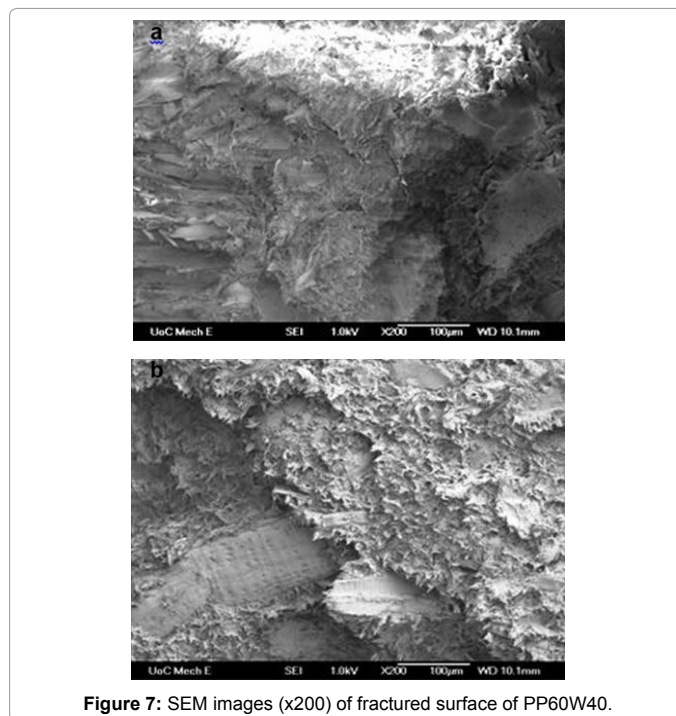 a
UoC Mech E SEI 1.0kV X200 100μm WD 10.1mm
b
UoC Mech E SEI 1.0kV X200 100μm WD 10.1mm
Figure 7: SEM images (x200) of fractured surface of PP60W40.